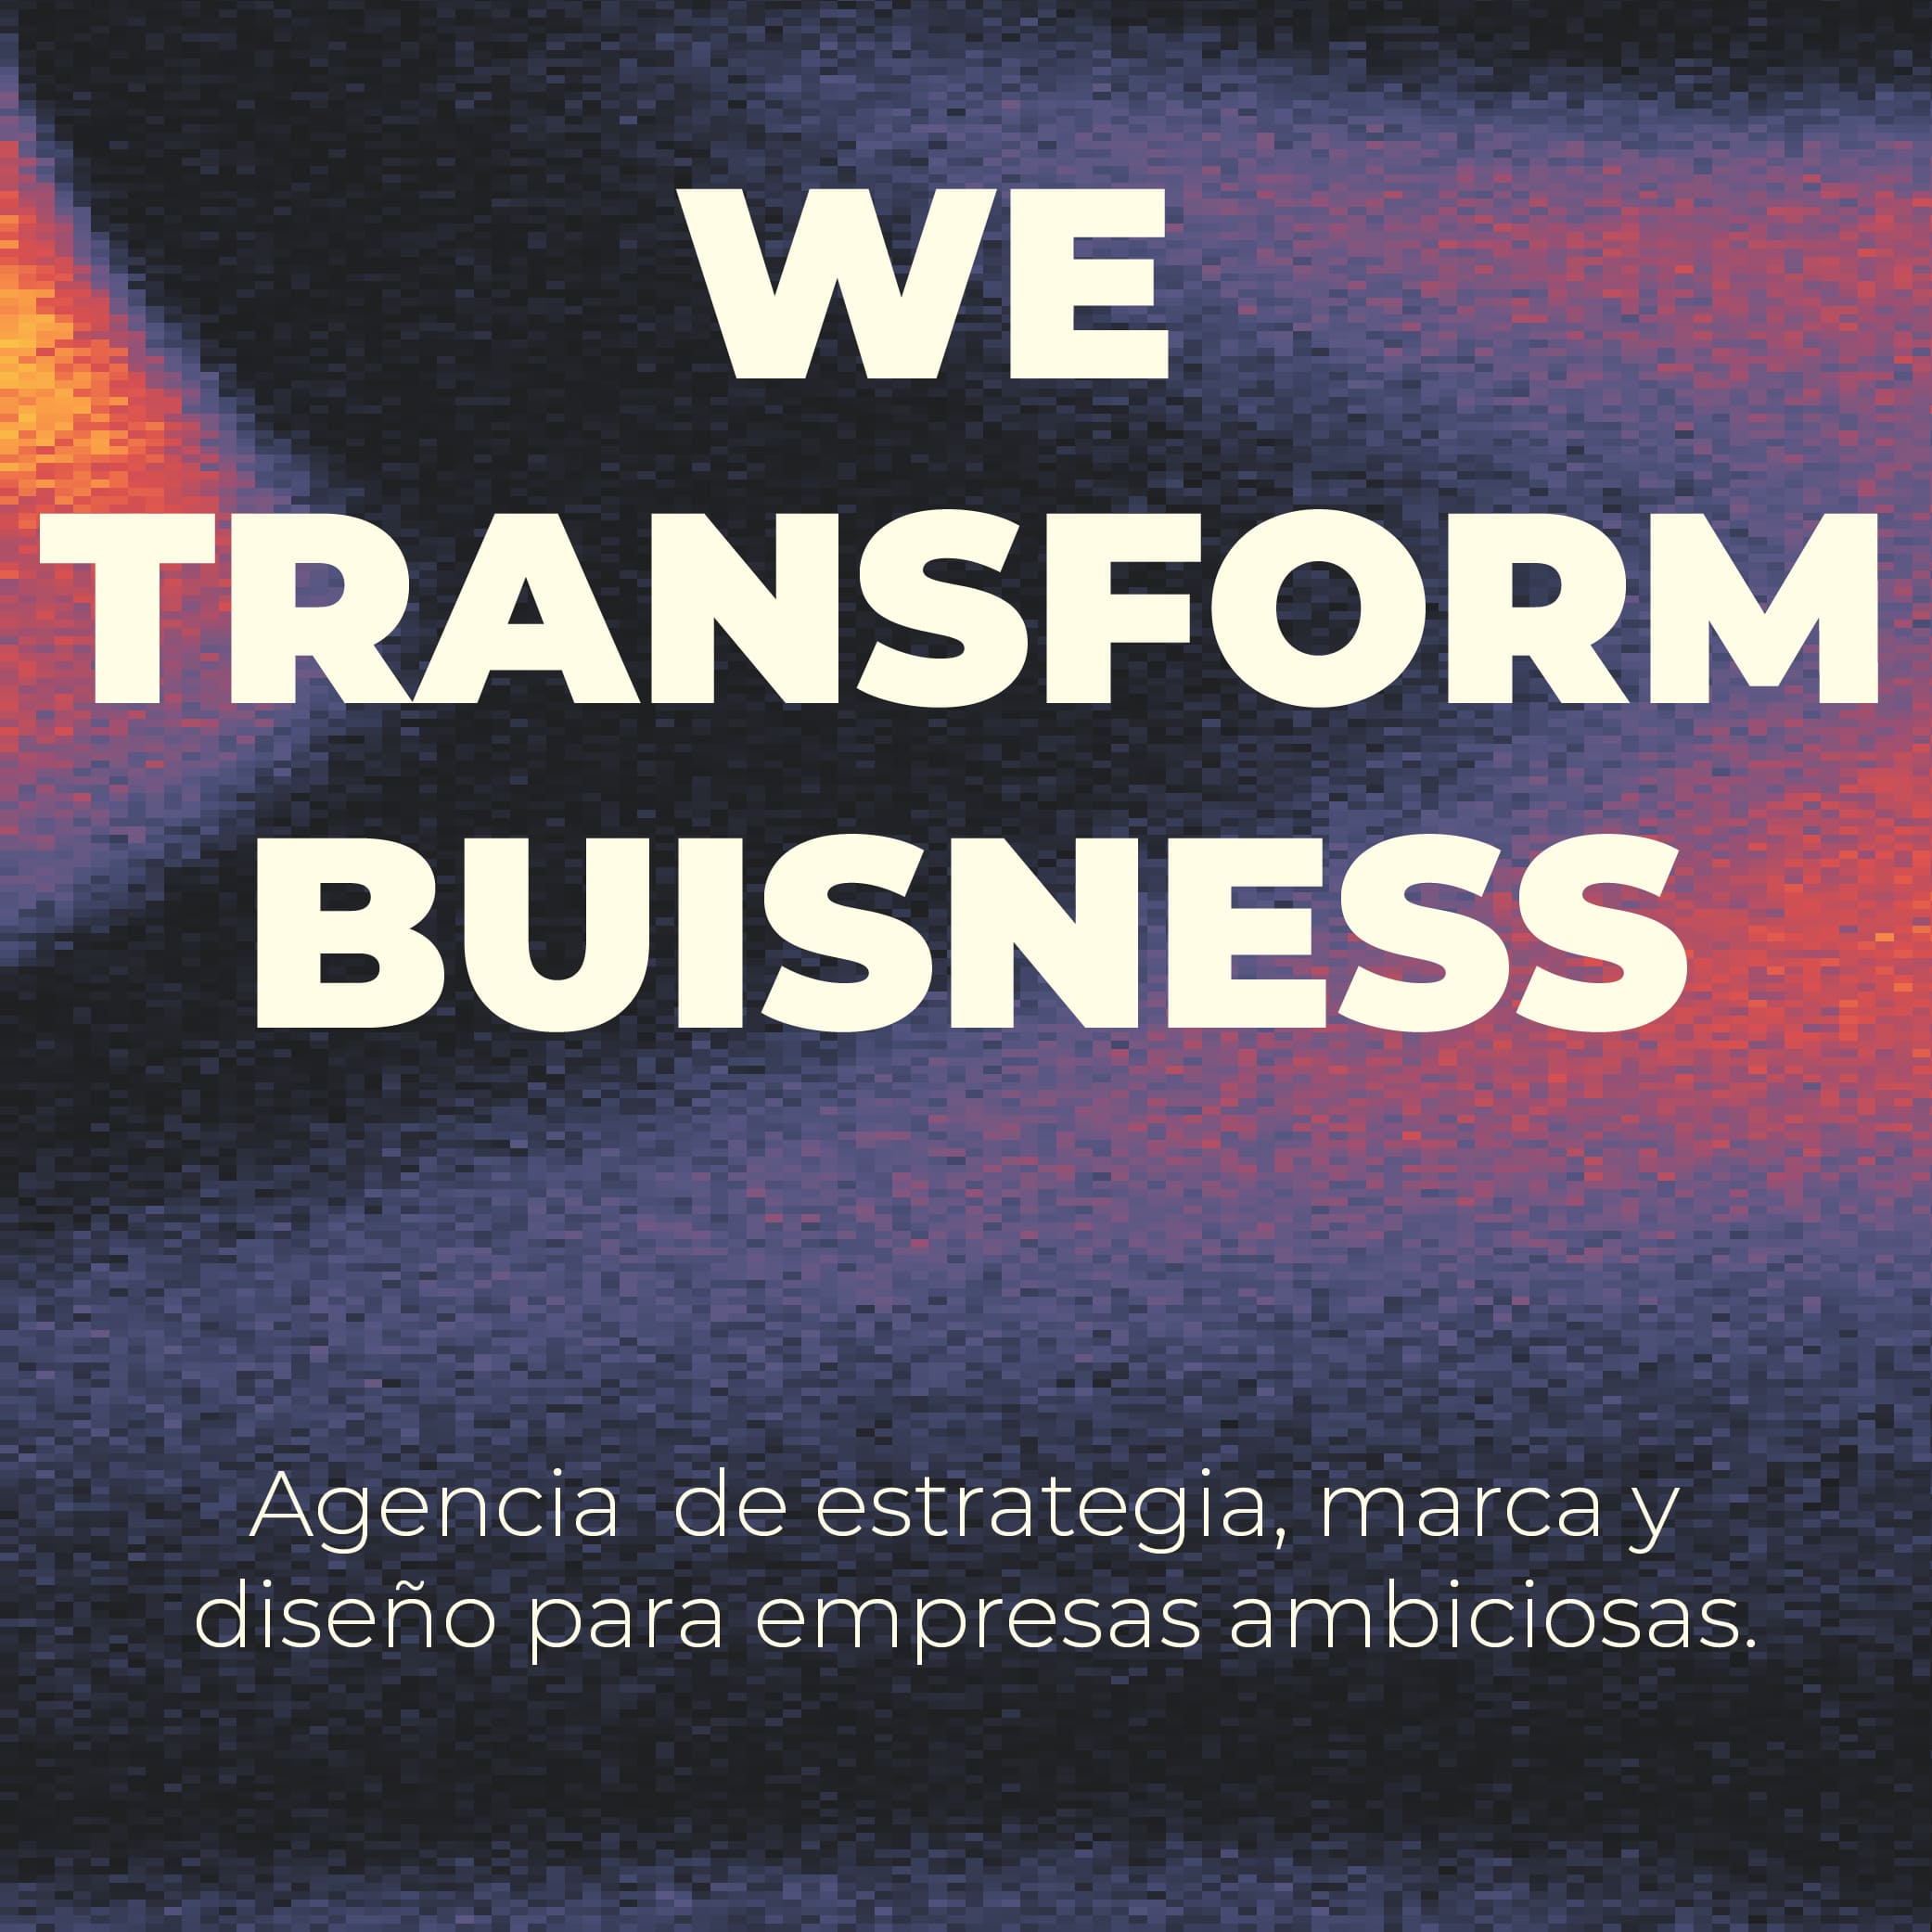 WE
TRANSFORM
BUISNESS
Agencia  de estrategia, marca y
diseño para empresas ambiciosas.